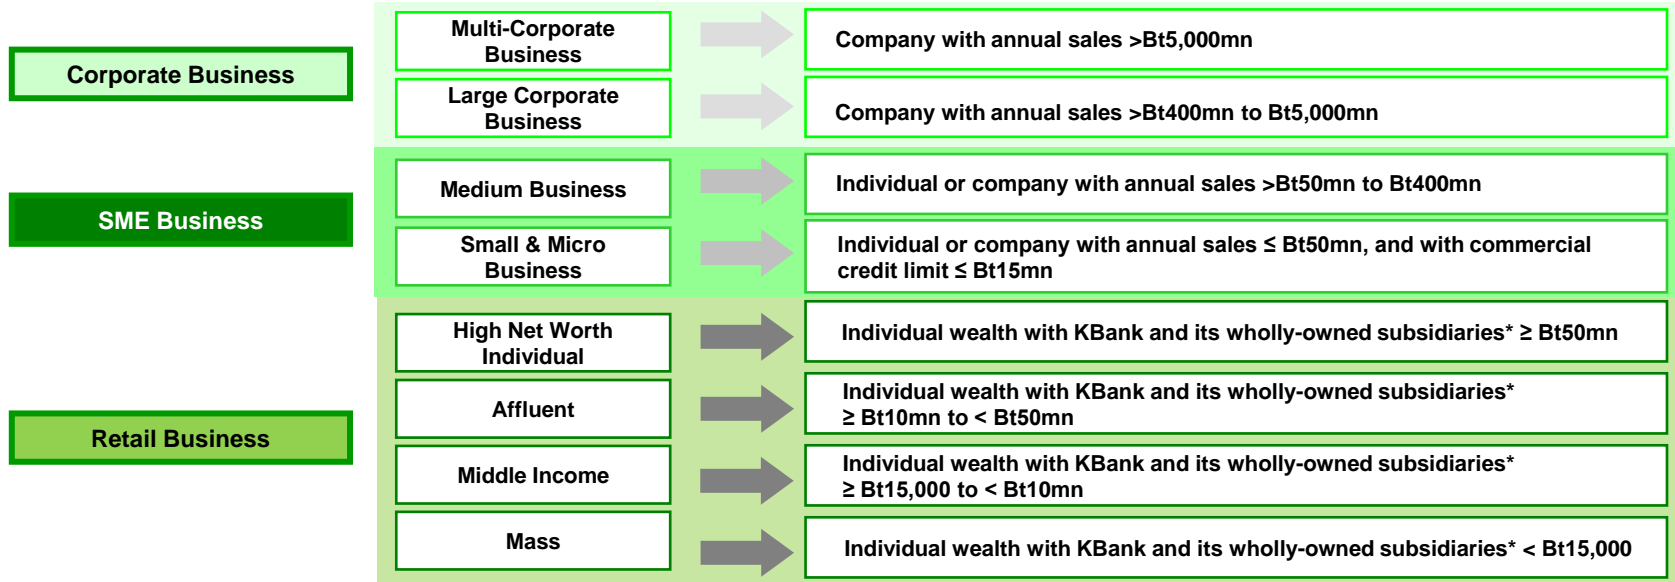 Corporate Business
Multi-Corporate
Business
Company with annual sales >Bt5,000mn
Large Corporate
Business
Company with annual sales >Bt400mn to Bt5,000mn
SME Business
Medium Business
Individual or company with annual sales >Bt50mn to Bt400mn
Small & Micro
Business
Individual or company with annual sales ≤ Bt50mn, and with commercial
credit limit ≤ Bt15mn
Retail Business
High Net Worth
Individual
Individual wealth with KBank and its wholly-owned subsidiaries* ≥ Bt50mn
Affluent
Individual wealth with KBank and its wholly-owned subsidiaries*
≥ Bt10mn to < Bt50mn
Middle Income
Individual wealth with KBank and its wholly-owned subsidiaries*
≥ Bt15,000 to < Bt10mn
Mass
Individual wealth with KBank and its wholly-owned subsidiaries* < Bt15,000